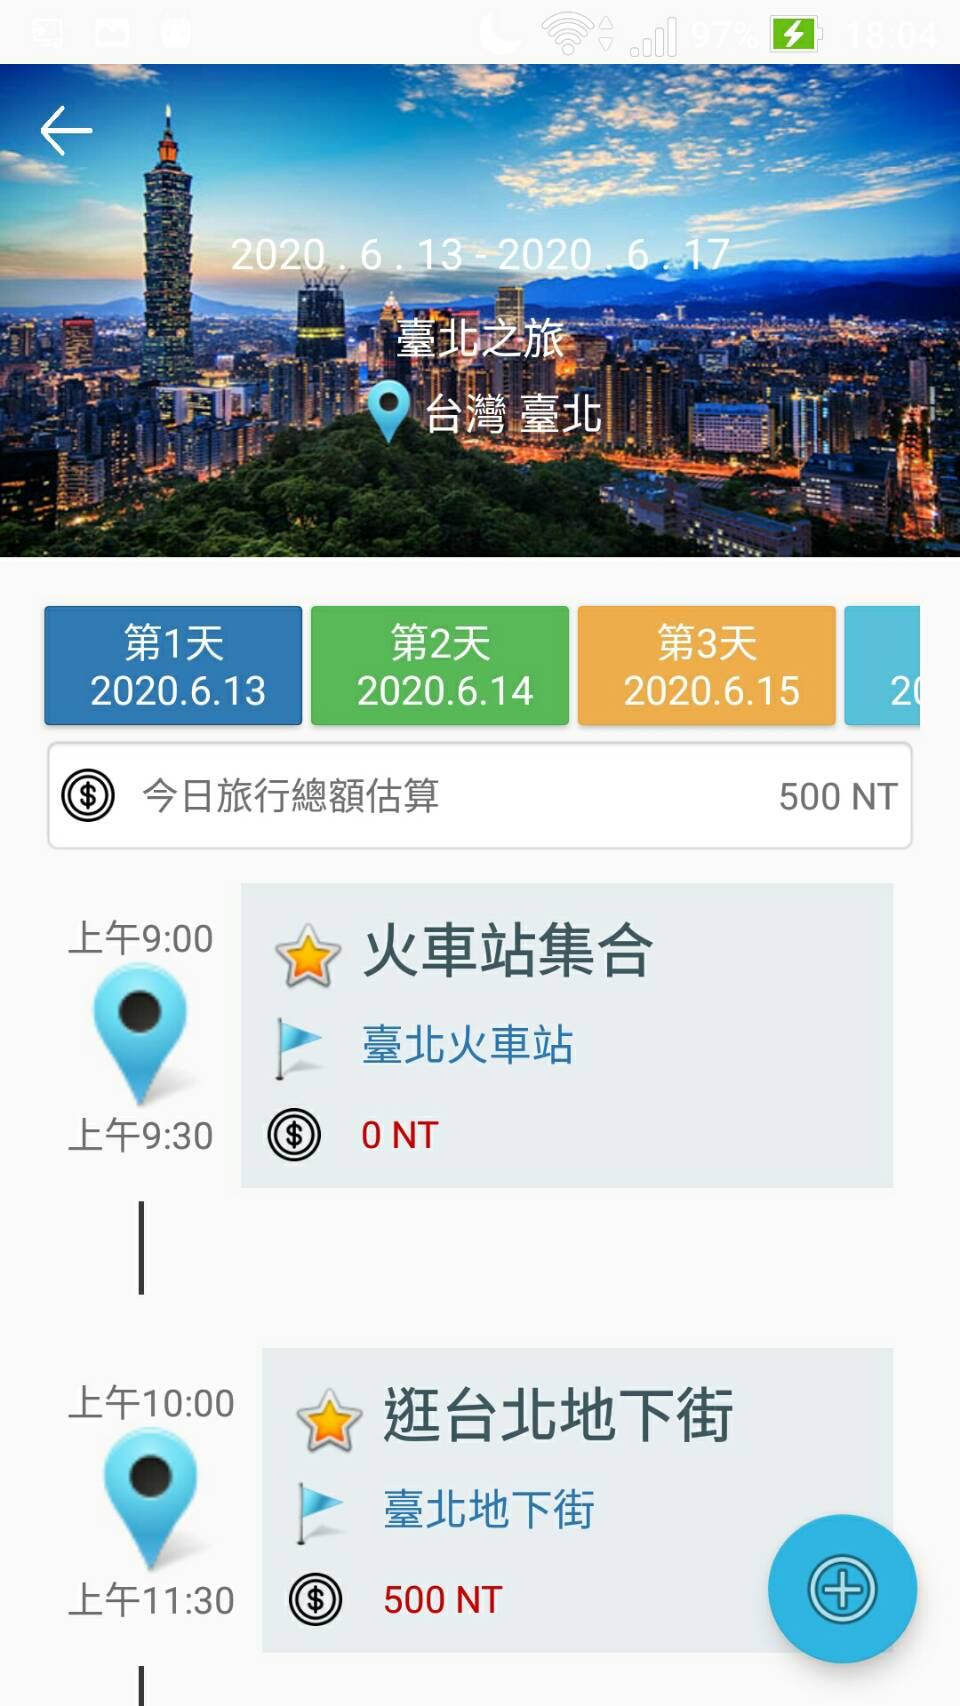 97% 18:04
2020 . 6 . 13 - 2020 . 6 . 17
臺北之旅
台灣 臺北
第1天 第2天 第3天
2020.6.13 2020.6.14 2020.6.15 20
今日旅行總額估算 500 NT
上午9:00
火車站集合
臺北火車站
上午9:30
0 NT
上午10:00
逛台北地下街
臺北地下街
上午11:30
500 NT